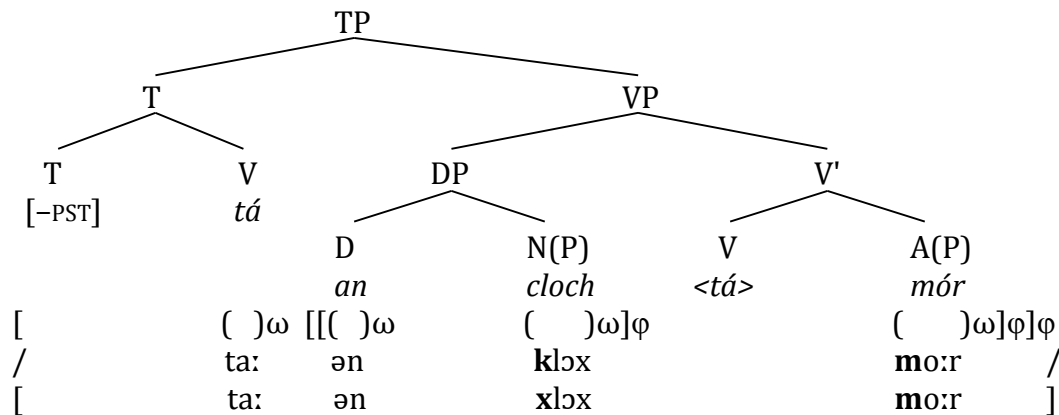 TP
T VP
T V DP V'
[−PST] tá D N(P) V A(P)
an cloch <tá> mór
[ ( )ω [[( )ω ( )ω]φ ( )ω]φ]φ
/ taː ən klɔx moːr /
[ taː ən xlɔx moːr ]